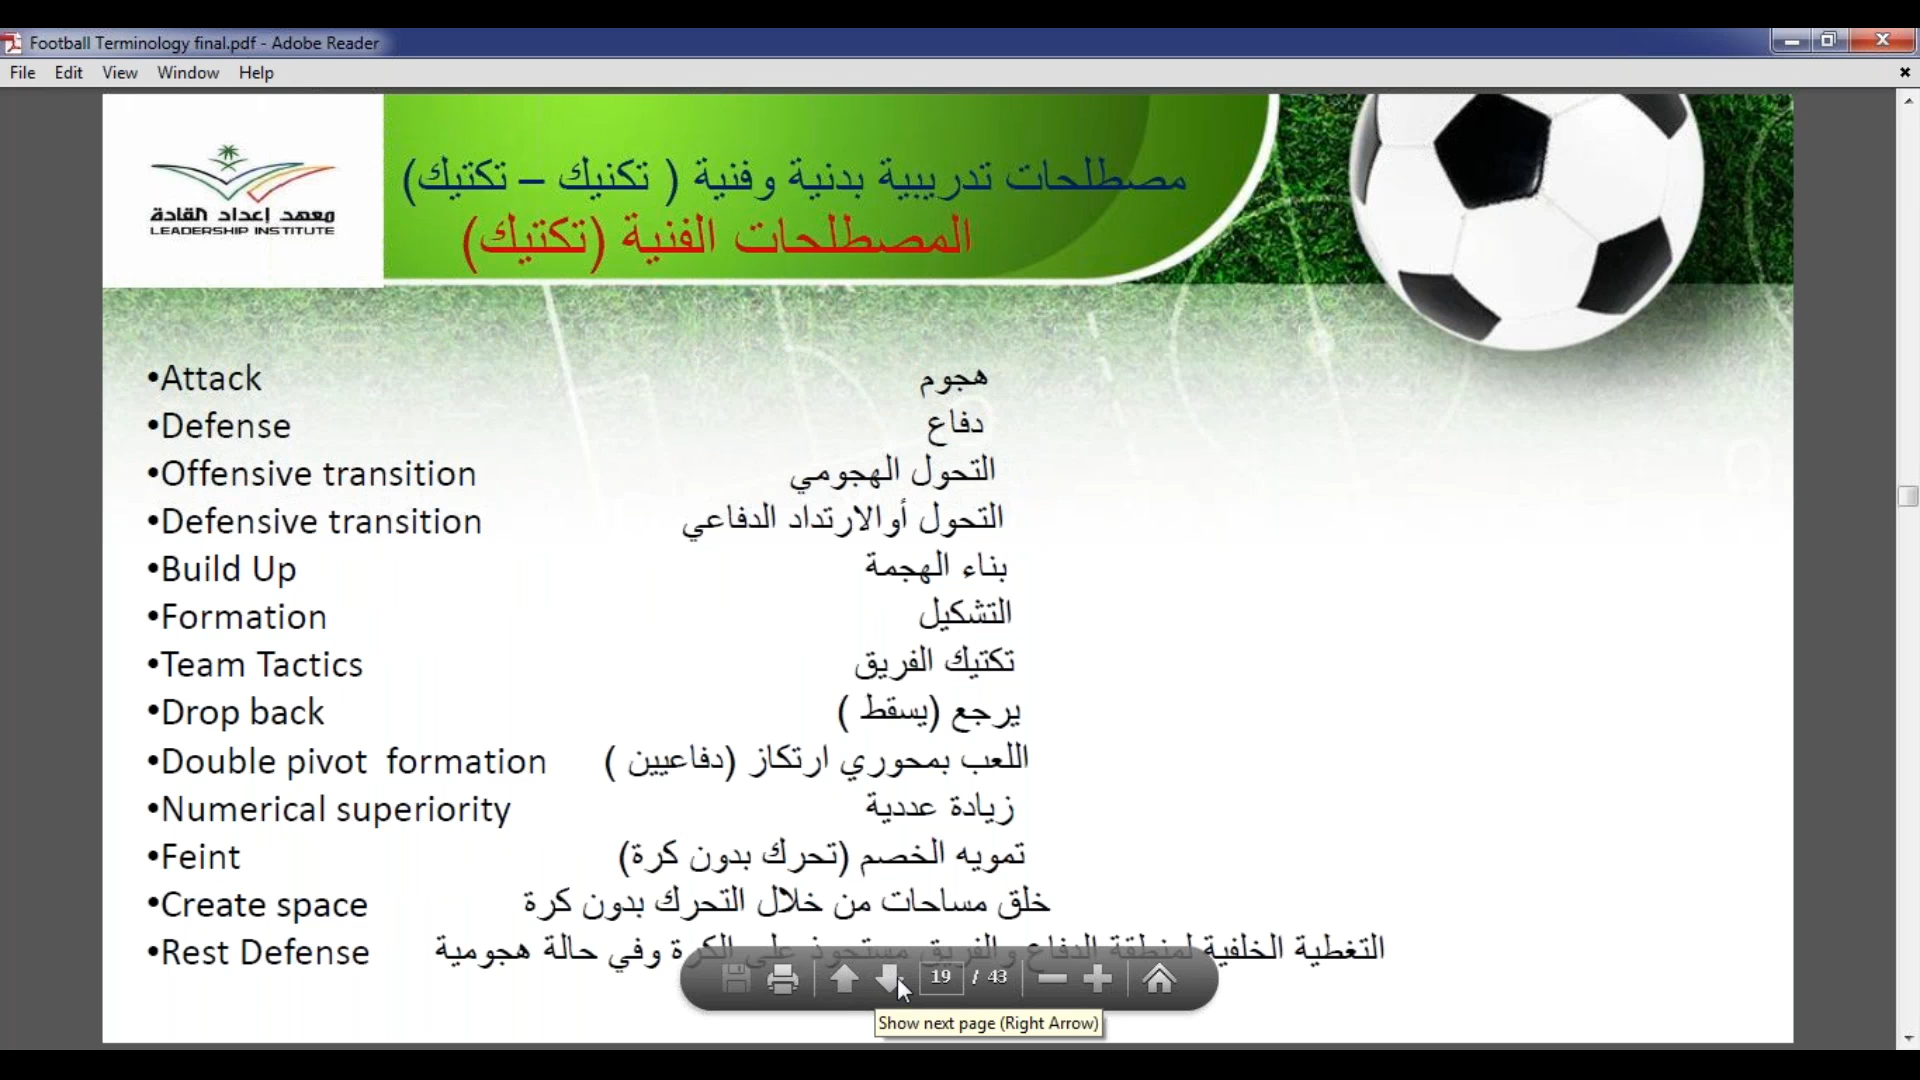 Football Terminology final.pdf - Adobe Reader
File Edit View Window Help
معهد إعداد القادة
LEADERSHIP INSTITUTE
مصطلحات تدريبية بدنية وفنية ( تكنيك – تكتيك)
المصطلحات الفنية (تكتيك)
•Attack هجوم
•Defense دفاع
•Offensive transition التحول الهجومي
•Defensive transition التحول أوالارتداد الدفاعي
•Build Up بناء الهجمة
•Formation التشكيل
•Team Tactics تكتيك الفريق
•Drop back يرجع (يسقط )
•Double pivot formation اللعب بمحوري ارتكاز (دفاعيين )
•Numerical superiority زيادة عددية
•Feint تمويه الخصم (تحرك بدون كرة)
•Create space خلق مساحات من خلال التحرك بدون كرة
•Rest Defense التغطية الخلفية لمنطقة الدفاع والفريق مستحوذ على الكرة وفي حالة هجومية
19 / 43
Show next page (Right Arrow)